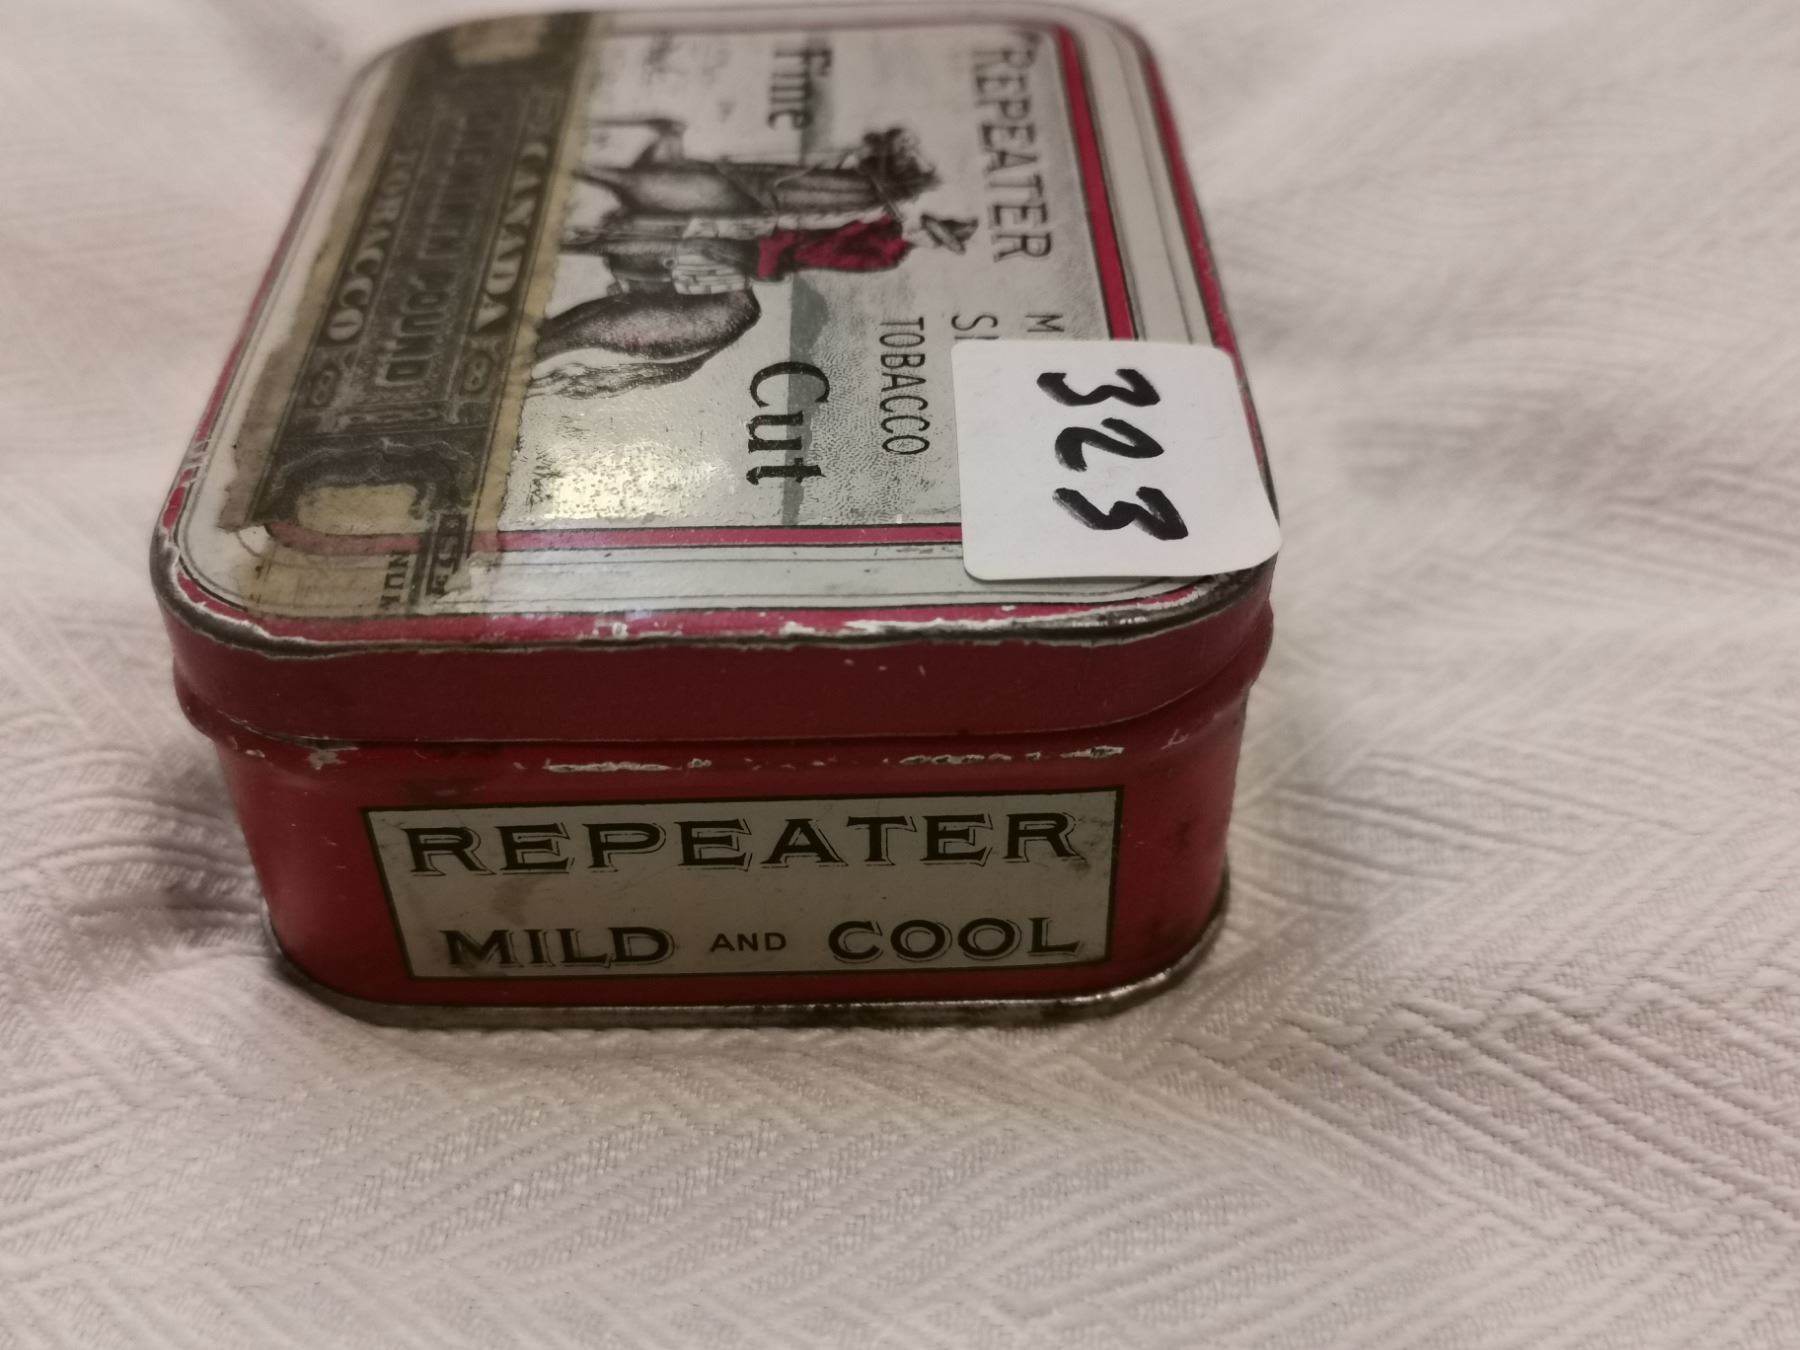 REPEATER
Fine Cut
TOBACCO
323
CANADA
POUND
TOBACCO
REPEATER
MILD AND COOL